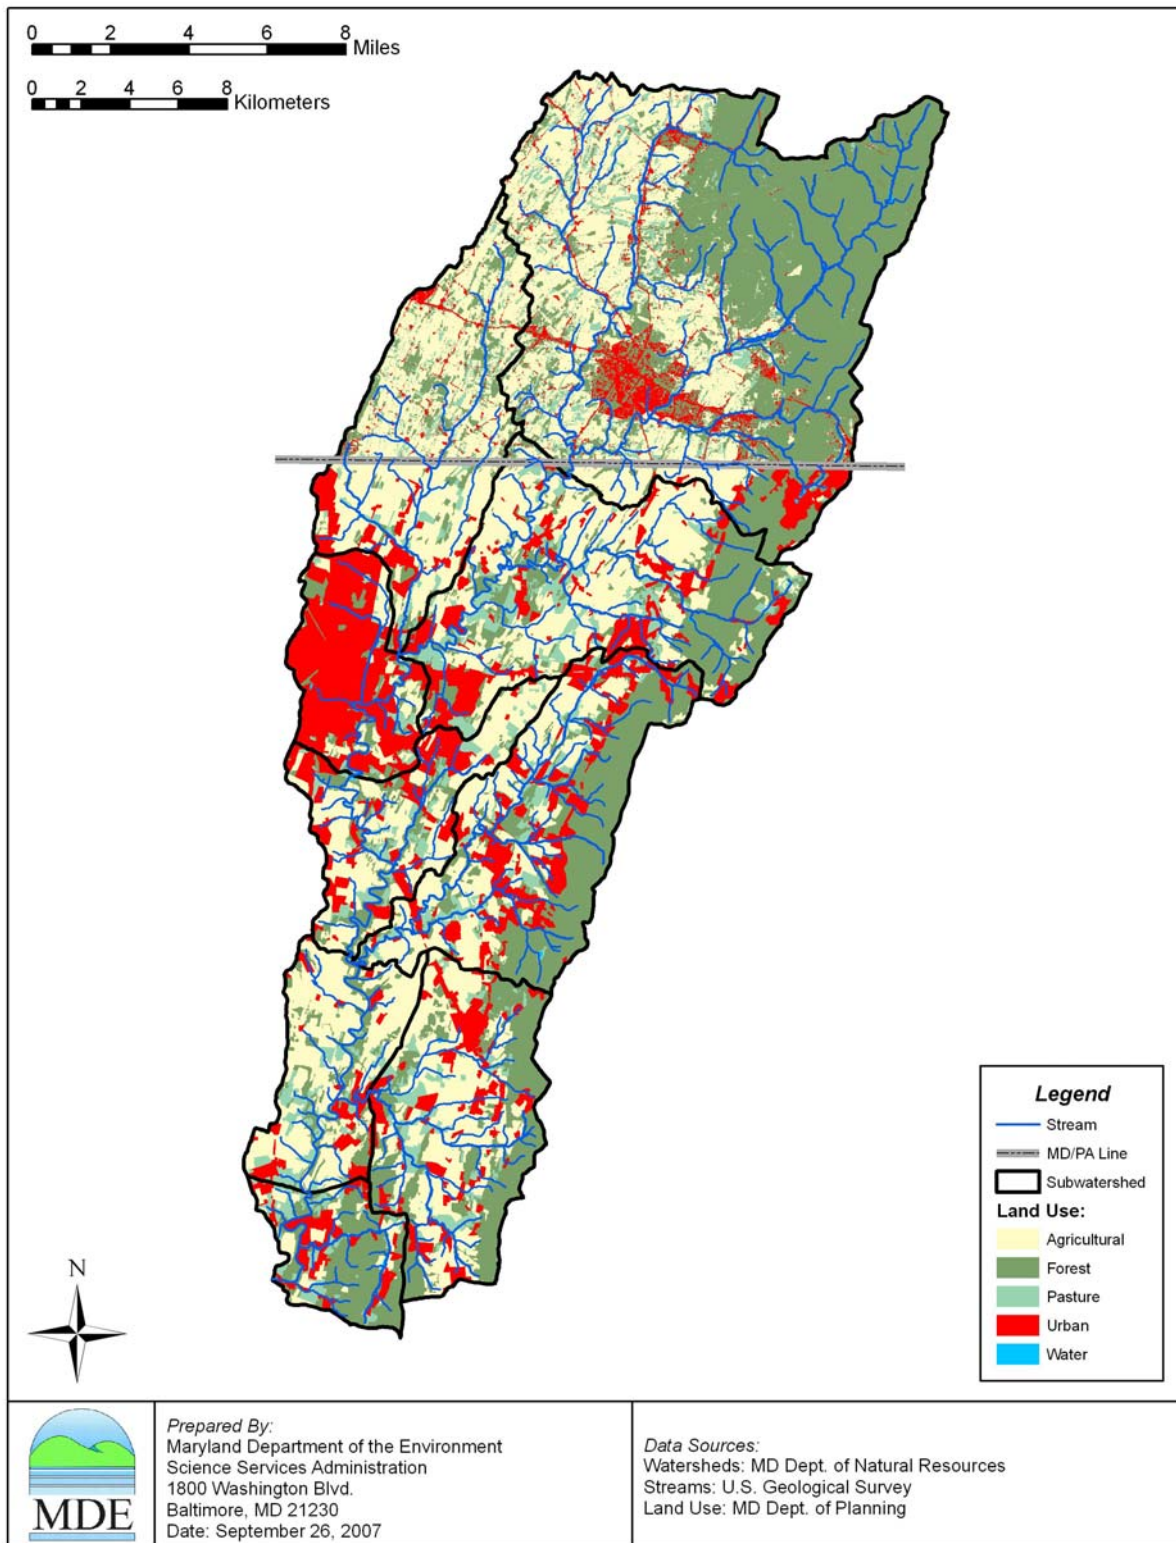 0 2 4 6 8
Miles
0 2 4 6 8
Kilometers
Legend
Stream
MD/PA Line
Subwatershed
Land Use:
Agricultural
Forest
Pasture
Urban
Water
N
MDE
Prepared By:
Maryland Department of the Environment
Science Services Administration
1800 Washington Blvd.
Baltimore, MD 21230
Date: September 26, 2007
Data Sources:
Watersheds: MD Dept. of Natural Resources
Streams: U.S. Geological Survey
Land Use: MD Dept. of Planning